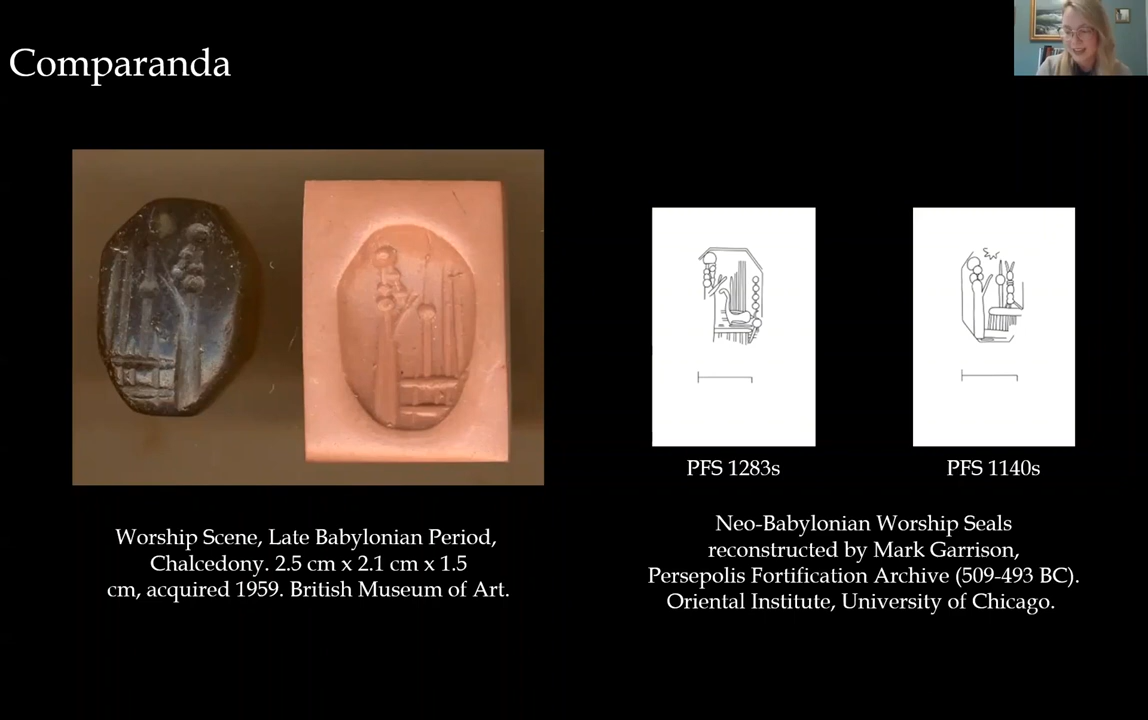 Comparanda
Worship Scene, Late Babylonian Period,
Chalcedony. 2.5 cm x 2.1 cm x 1.5
cm, acquired 1959. British Museum of Art.
PFS 1283s
PFS 1140s
Neo-Babylonian Worship Seals
reconstructed by Mark Garrison,
Persepolis Fortification Archive (509-493 BC).
Oriental Institute, University of Chicago.